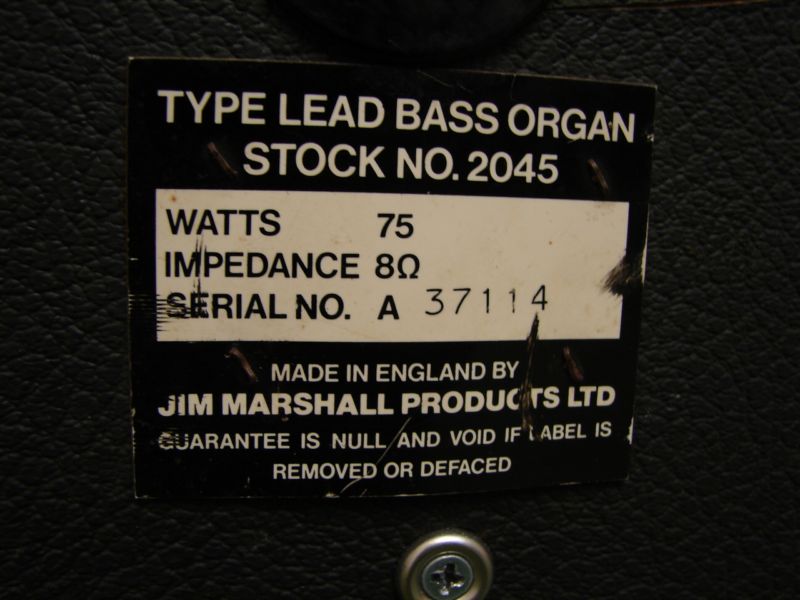 TYPE LEAD BASS ORGAN
STOCK NO. 2045
WATTS 75
IMPEDANCE 8Ω
SERIAL NO. A 37114
MADE IN ENGLAND BY
JIM MARSHALL PRODUCTS LTD
GUARANTEE IS NULL AND VOID IF LABEL IS
REMOVED OR DEFACED